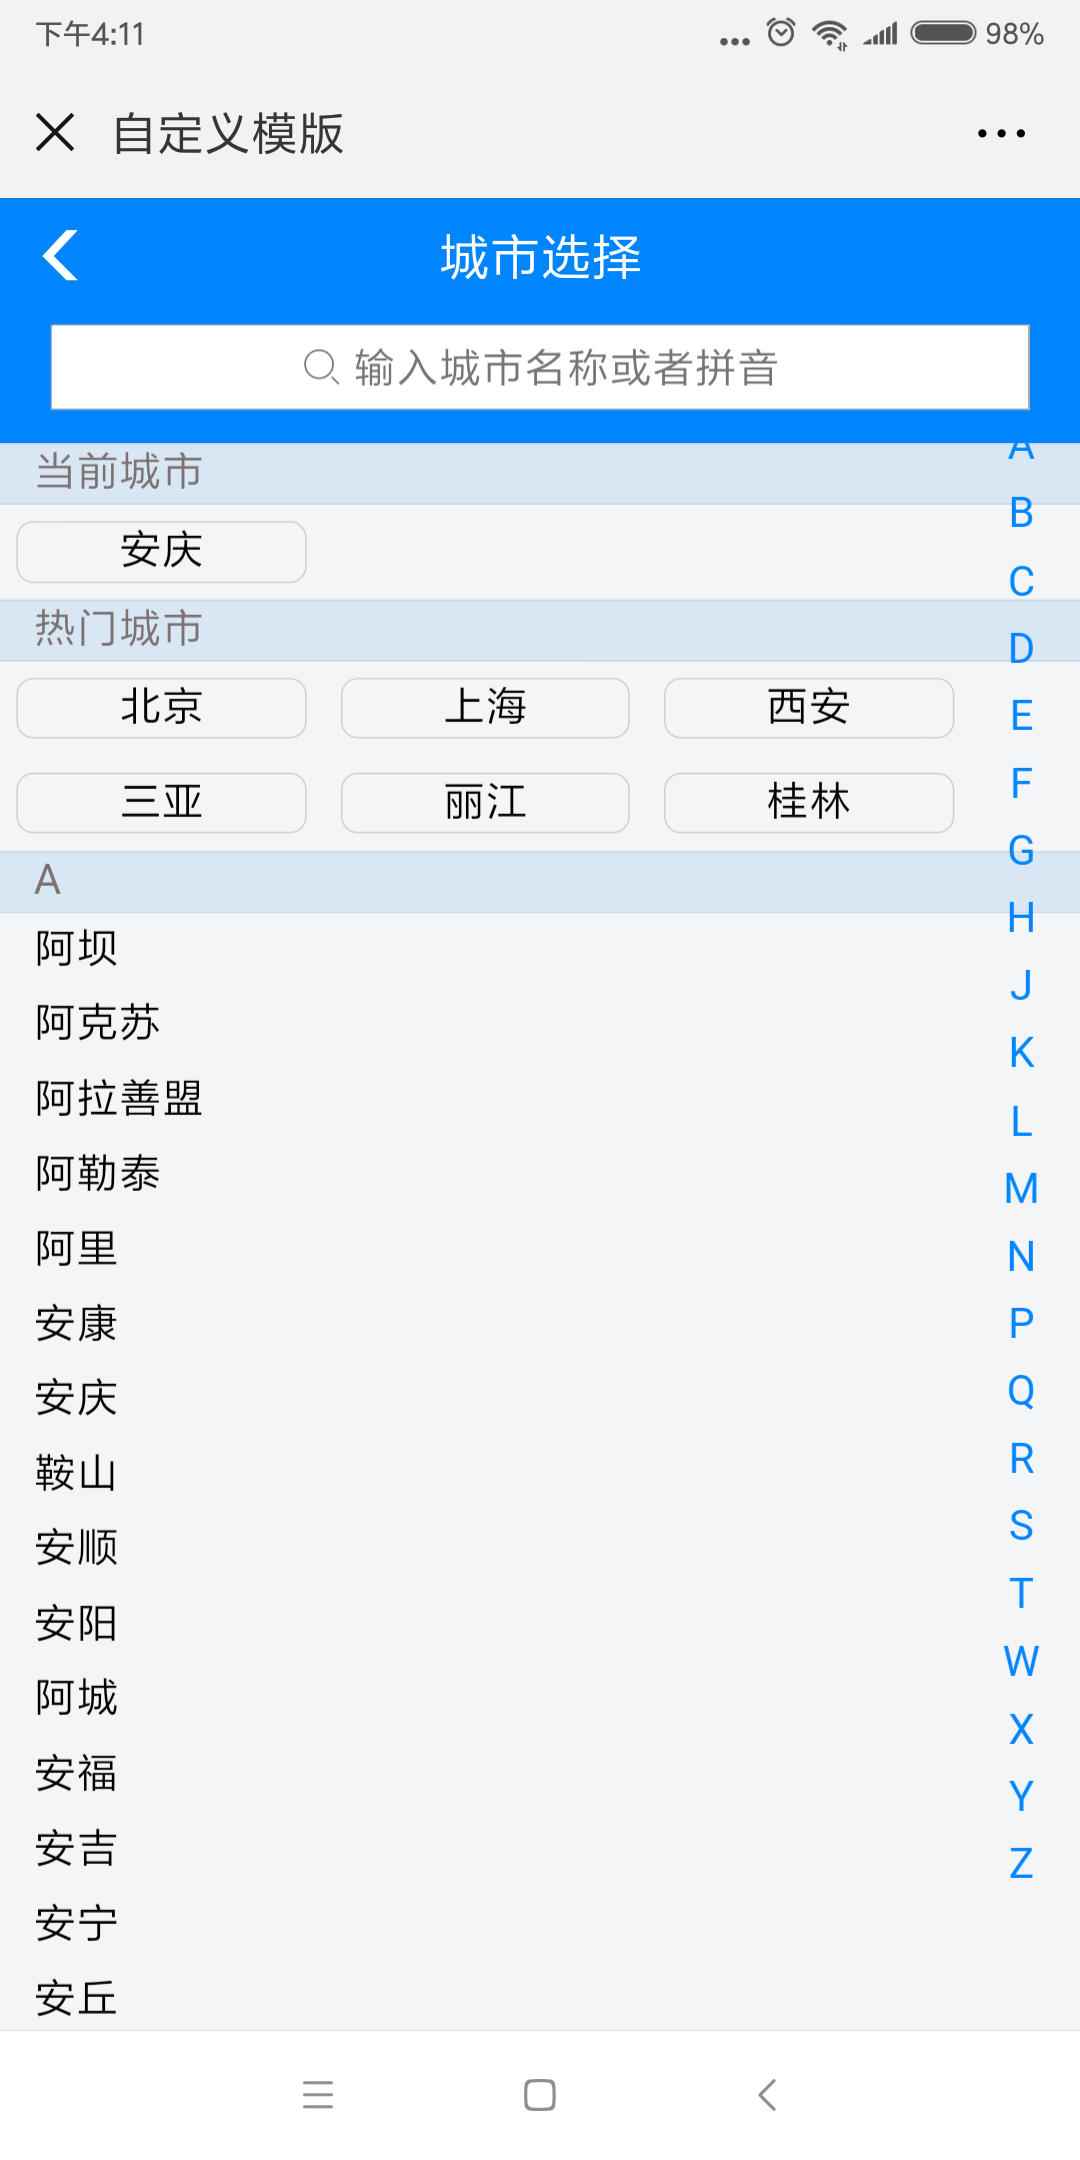 下午4:11 98%
自定义模版
城市选择
输入城市名称或者拼音
当前城市
安庆
热门城市
北京 上海 西安
三亚 丽江 桂林
A
阿坝
阿克苏
阿拉善盟
阿勒泰
阿里
安康
安庆
鞍山
安顺
安阳
阿城
安福
安吉
安宁
安丘
A
B
C
D
E
F
G
H
J
K
L
M
N
P
Q
R
S
T
W
X
Y
Z